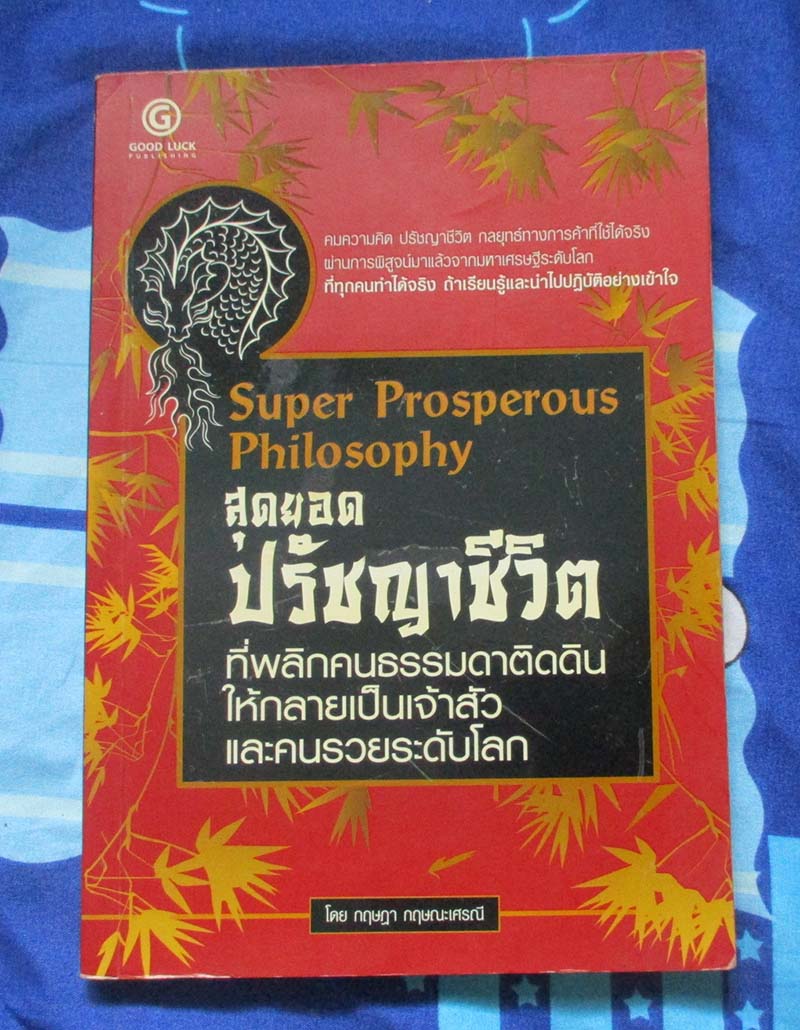 G
GOOD LUCK
PUBLISHING
คมความคิด ปรัชญาชีวิต กลยุทธ์ทางการค้าที่ใช้ได้จริง
ผ่านการพิสูจน์มาแล้วจากมหาเศรษฐีระดับโลก
ที่ทุกคนทำได้จริง ถ้าเรียนรู้และนำไปปฏิบัติอย่างเข้าใจ
Super Prosperous
Philosophy
สุดยอด
ปรัชญาชีวิต
ที่พลิกคนธรรมดาติดดิน
ให้กลายเป็นเจ้าสัว
และคนรวยระดับโลก
โดย กฤษฎา กฤษณะเศรณี